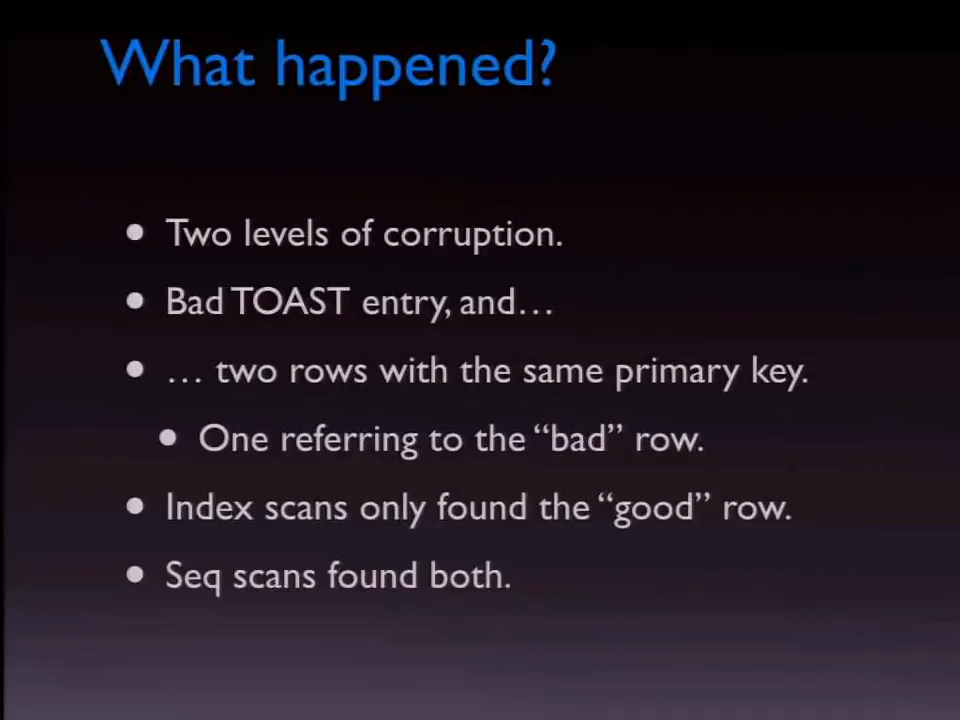 What happened?
• Two levels of corruption.
• Bad TOAST entry, and…
• … two rows with the same primary key.
• One referring to the “bad” row.
• Index scans only found the “good” row.
• Seq scans found both.